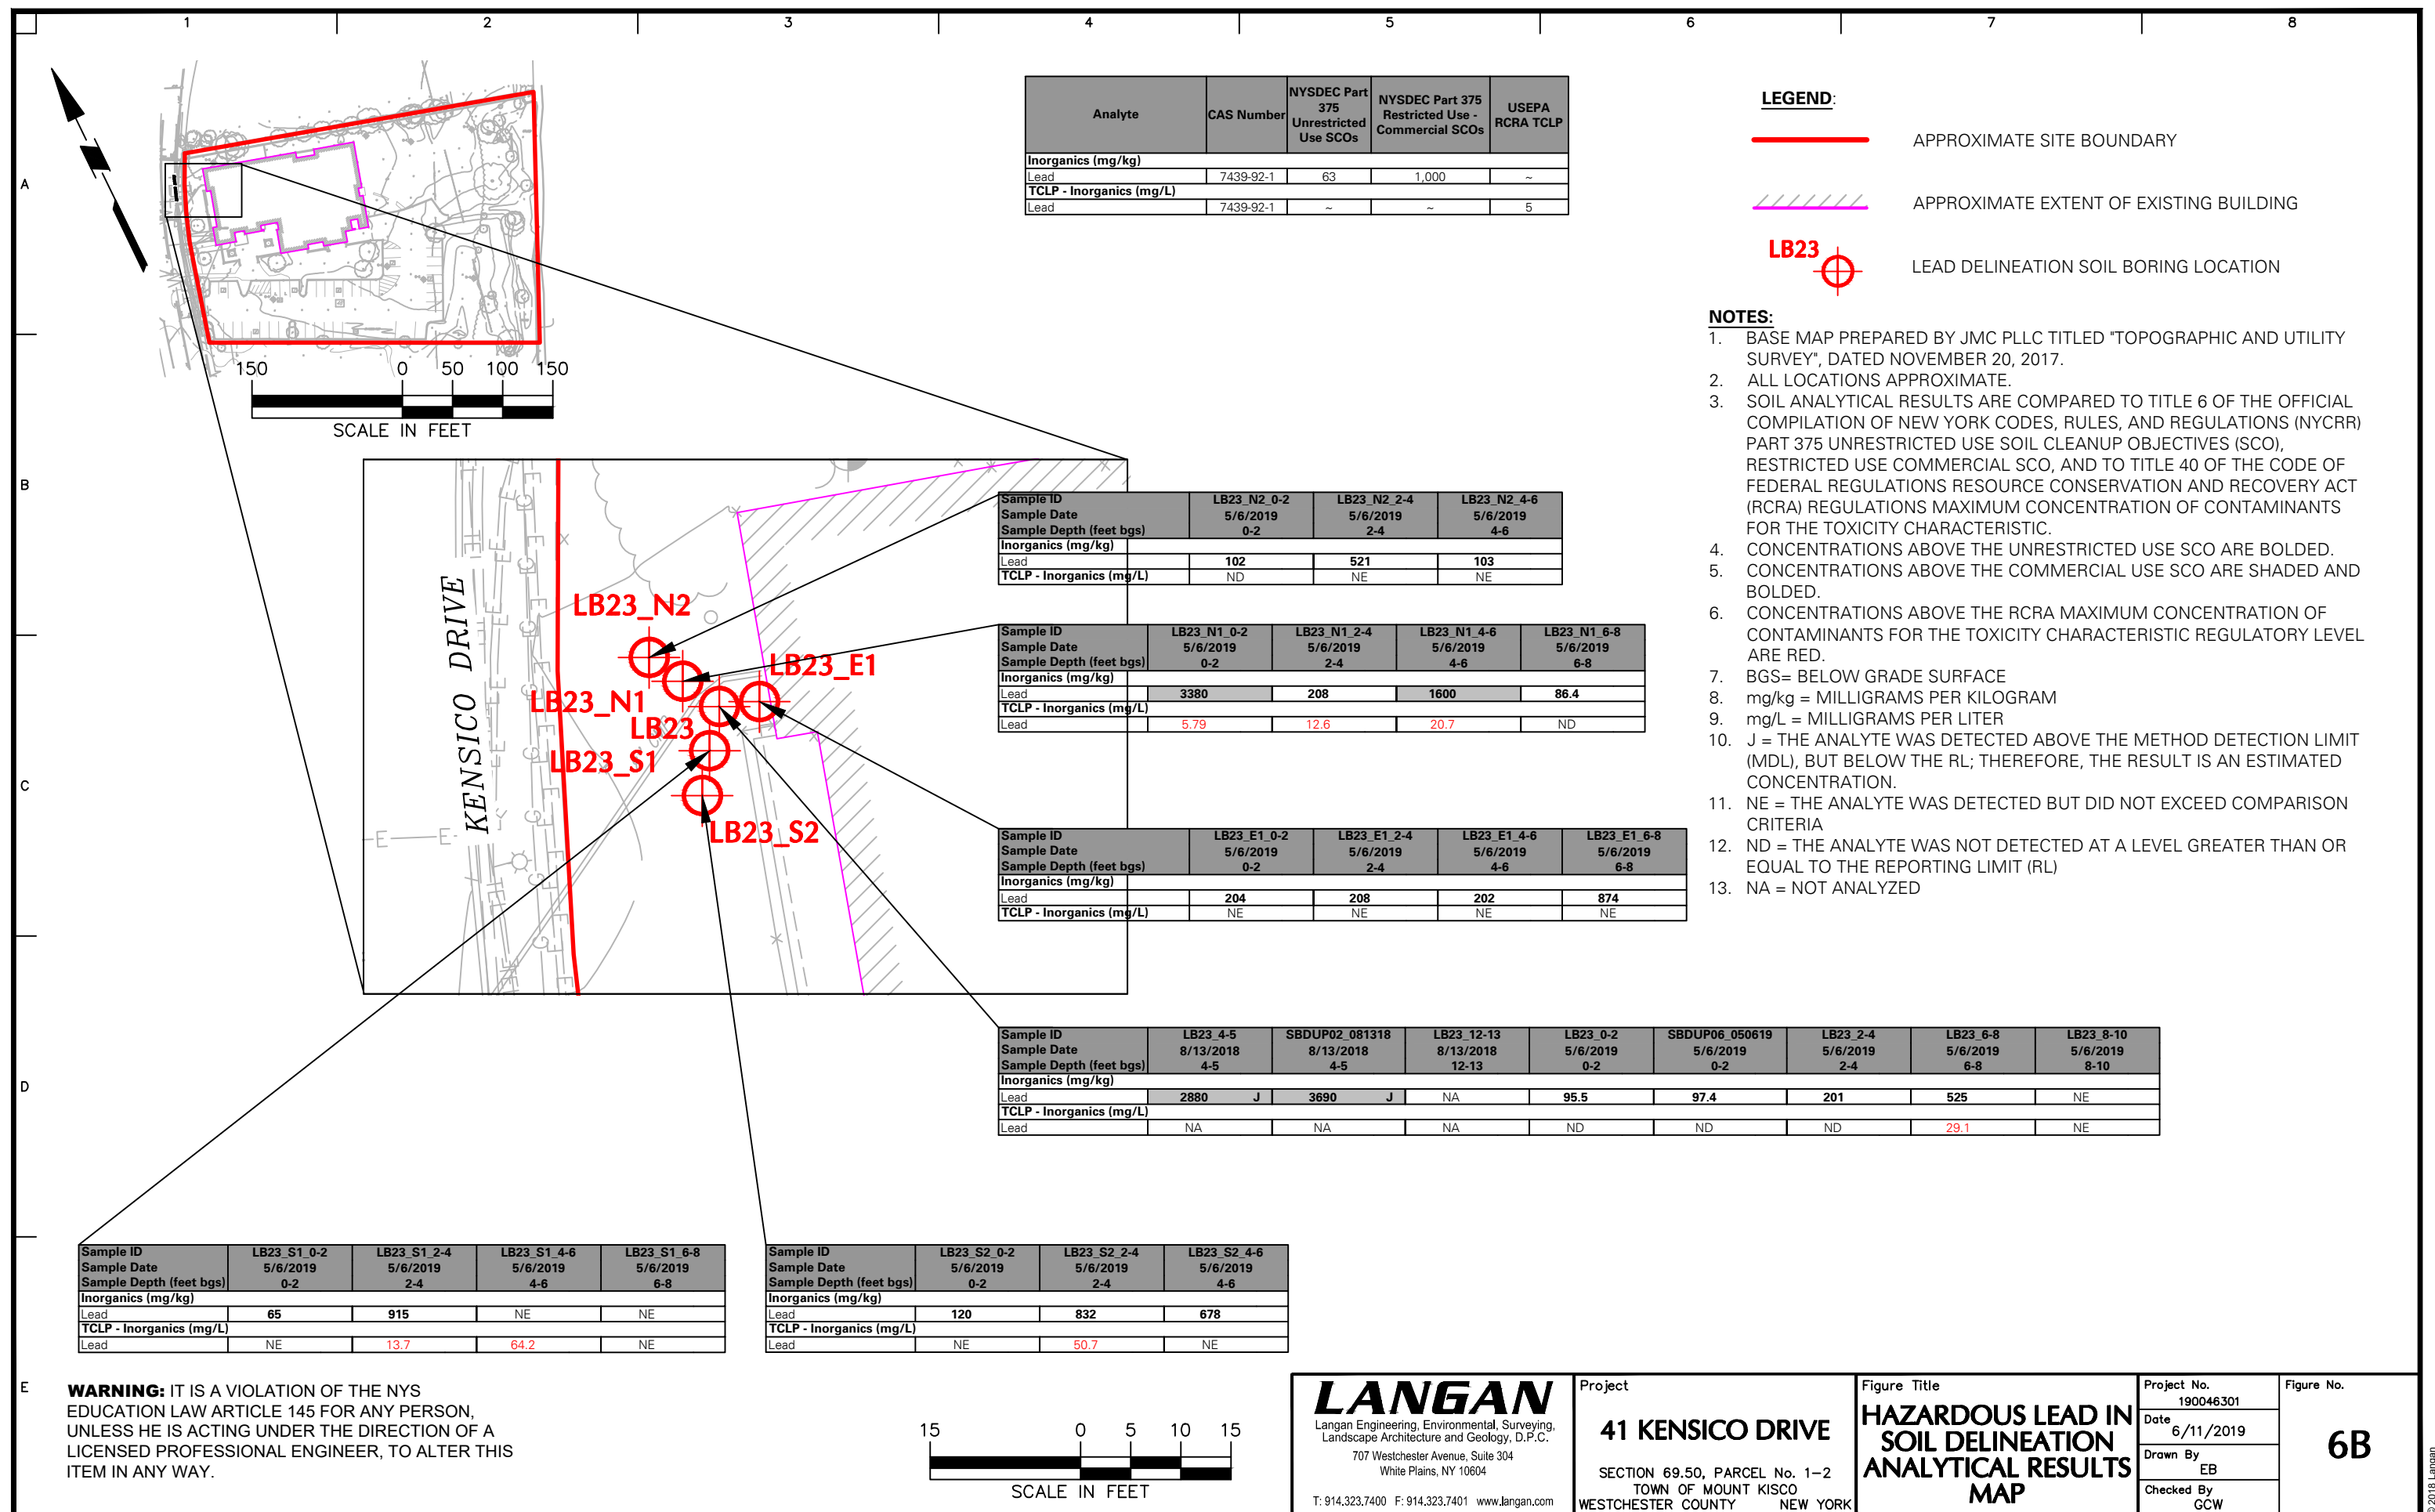 1 2 3 4 5 6 7 8
A
B
C
D
E
Analyte CAS Number NYSDEC Part 375 Unrestricted Use SCOs NYSDEC Part 375 Restricted Use - Commercial SCOs USEPA RCRA TCLP
Inorganics (mg/kg)
Lead 7439-92-1 63 1,000 ~
TCLP - Inorganics (mg/L)
Lead 7439-92-1 ~ ~ 5
LEGEND:
APPROXIMATE SITE BOUNDARY
APPROXIMATE EXTENT OF EXISTING BUILDING
LB23
LEAD DELINEATION SOIL BORING LOCATION
NOTES:
1. BASE MAP PREPARED BY JMC PLLC TITLED "TOPOGRAPHIC AND UTILITY
SURVEY", DATED NOVEMBER 20, 2017.
2. ALL LOCATIONS APPROXIMATE.
3. SOIL ANALYTICAL RESULTS ARE COMPARED TO TITLE 6 OF THE OFFICIAL
COMPILATION OF NEW YORK CODES, RULES, AND REGULATIONS (NYCRR)
PART 375 UNRESTRICTED USE SOIL CLEANUP OBJECTIVES (SCO),
RESTRICTED USE COMMERCIAL SCO, AND TO TITLE 40 OF THE CODE OF
FEDERAL REGULATIONS RESOURCE CONSERVATION AND RECOVERY ACT
(RCRA) REGULATIONS MAXIMUM CONCENTRATION OF CONTAMINANTS
FOR THE TOXICITY CHARACTERISTIC.
4. CONCENTRATIONS ABOVE THE UNRESTRICTED USE SCO ARE BOLDED.
5. CONCENTRATIONS ABOVE THE COMMERCIAL USE SCO ARE SHADED AND
BOLDED.
6. CONCENTRATIONS ABOVE THE RCRA MAXIMUM CONCENTRATION OF
CONTAMINANTS FOR THE TOXICITY CHARACTERISTIC REGULATORY LEVEL
ARE RED.
7. BGS= BELOW GRADE SURFACE
8. mg/kg = MILLIGRAMS PER KILOGRAM
9. mg/L = MILLIGRAMS PER LITER
10. J = THE ANALYTE WAS DETECTED ABOVE THE METHOD DETECTION LIMIT
(MDL), BUT BELOW THE RL; THEREFORE, THE RESULT IS AN ESTIMATED
CONCENTRATION.
11. NE = THE ANALYTE WAS DETECTED BUT DID NOT EXCEED COMPARISON
CRITERIA
12. ND = THE ANALYTE WAS NOT DETECTED AT A LEVEL GREATER THAN OR
EQUAL TO THE REPORTING LIMIT (RL)
13. NA = NOT ANALYZED
150 0 50 100 150
SCALE IN FEET
KENSICO DRIVE
LB23_N2
LB23_E1
LB23_N1
LB23
LB23_S1
LB23_S2
Sample ID LB23_N2_0-2 LB23_N2_2-4 LB23_N2_4-6
Sample Date 5/6/2019 5/6/2019 5/6/2019
Sample Depth (feet bgs) 0-2 2-4 4-6
Inorganics (mg/kg)
Lead 102 521 103
TCLP - Inorganics (mg/L) ND NE NE
Sample ID LB23_N1_0-2 LB23_N1_2-4 LB23_N1_4-6 LB23_N1_6-8
Sample Date 5/6/2019 5/6/2019 5/6/2019 5/6/2019
Sample Depth (feet bgs) 0-2 2-4 4-6 6-8
Inorganics (mg/kg)
Lead 3380 208 1600 86.4
TCLP - Inorganics (mg/L)
Lead 5.79 12.6 20.7 ND
Sample ID LB23_E1_0-2 LB23_E1_2-4 LB23_E1_4-6 LB23_E1_6-8
Sample Date 5/6/2019 5/6/2019 5/6/2019 5/6/2019
Sample Depth (feet bgs) 0-2 2-4 4-6 6-8
Inorganics (mg/kg)
Lead 204 208 202 874
TCLP - Inorganics (mg/L) NE NE NE NE
Sample ID LB23_4-5 SBDUP02_081318 LB23_12-13 LB23_0-2 SBDUP06_050619 LB23_2-4 LB23_6-8 LB23_8-10
Sample Date 8/13/2018 8/13/2018 8/13/2018 5/6/2019 5/6/2019 5/6/2019 5/6/2019 5/6/2019
Sample Depth (feet bgs) 4-5 4-5 12-13 0-2 0-2 2-4 6-8 8-10
Inorganics (mg/kg)
Lead 2880 J 3690 J NA 95.5 97.4 201 525 NE
TCLP - Inorganics (mg/L)
Lead NA NA NA ND ND ND 29.1 NE
Sample ID LB23_S1_0-2 LB23_S1_2-4 LB23_S1_4-6 LB23_S1_6-8
Sample Date 5/6/2019 5/6/2019 5/6/2019 5/6/2019
Sample Depth (feet bgs) 0-2 2-4 4-6 6-8
Inorganics (mg/kg)
Lead 65 915 NE NE
TCLP - Inorganics (mg/L)
Lead NE 13.7 64.2 NE
Sample ID LB23_S2_0-2 LB23_S2_2-4 LB23_S2_4-6
Sample Date 5/6/2019 5/6/2019 5/6/2019
Sample Depth (feet bgs) 0-2 2-4 4-6
Inorganics (mg/kg)
Lead 120 832 678
TCLP - Inorganics (mg/L)
Lead NE 50.7 NE
WARNING: IT IS A VIOLATION OF THE NYS
EDUCATION LAW ARTICLE 145 FOR ANY PERSON,
UNLESS HE IS ACTING UNDER THE DIRECTION OF A
LICENSED PROFESSIONAL ENGINEER, TO ALTER THIS
ITEM IN ANY WAY.
15 0 5 10 15
SCALE IN FEET
LANGAN
Langan Engineering, Environmental, Surveying,
Landscape Architecture and Geology, D.P.C.
707 Westchester Avenue, Suite 304
White Plains, NY 10604
T: 914.323.7400 F: 914.323.7401 www.langan.com
Project
41 KENSICO DRIVE
SECTION 69.50, PARCEL No. 1-2
TOWN OF MOUNT KISCO
WESTCHESTER COUNTY NEW YORK
Figure Title
HAZARDOUS LEAD IN
SOIL DELINEATION
ANALYTICAL RESULTS
MAP
Project No.
190046301
Date
6/11/2019
Drawn By
EB
Checked By
GCW
Figure No.
6B
© 2018 Langan